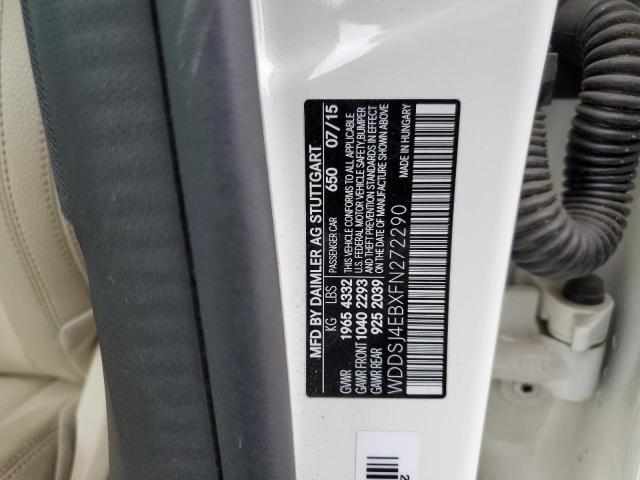 MFD BY DAIMLER AG STUTTGART
PASSENGER CAR 650 07/15
KG LBS
GVWR 1965 4332
GAWR FRONT 1040 2293
GAWR REAR 925 2039
THIS VEHICLE CONFORMS TO ALL APPLICABLE
U.S. FEDERAL MOTOR VEHICLE SAFETY, BUMPER
AND THEFT PREVENTION STANDARDS IN EFFECT
ON THE DATE OF MANUFACTURE SHOWN ABOVE
WDDSJ4EBXFN272290
MADE IN HUNGARY